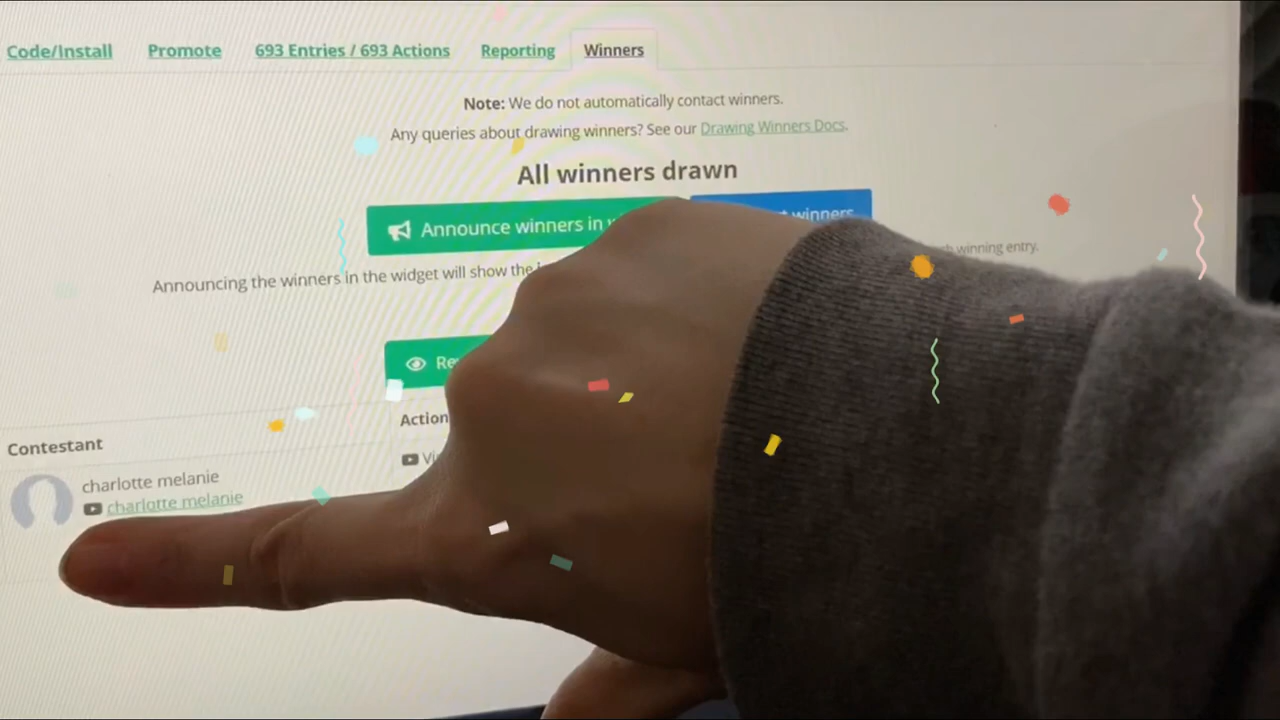 Code/Install Promote 693 Entries / 693 Actions Reporting Winners
Note: We do not automatically contact winners.
Any queries about drawing winners? See our Drawing Winners Docs.
All winners drawn
Announce winners in winners
Announcing the winners in the widget will show the winning entry.
Contestant Action
charlotte melanie
charlotte melanie